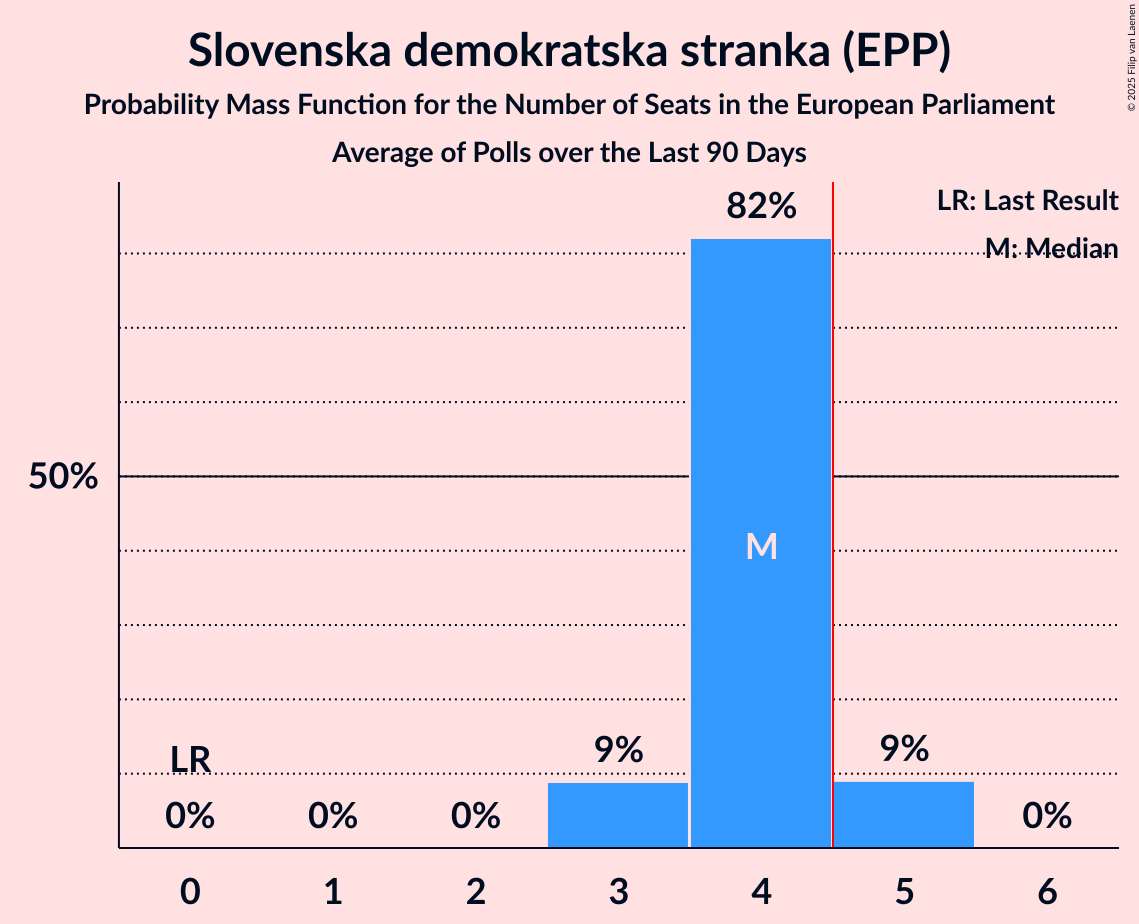 Slovenska demokratska stranka (EPP)
Probability Mass Function for the Number of Seats in the European Parliament
Average of Polls over the Last 90 Days
© 2025 Filip van Laenen
82%
LR: Last Result
M: Median
50%
M
LR
9%
9%
0%
0%
0%
0%
0
1
2
3
4
5
6